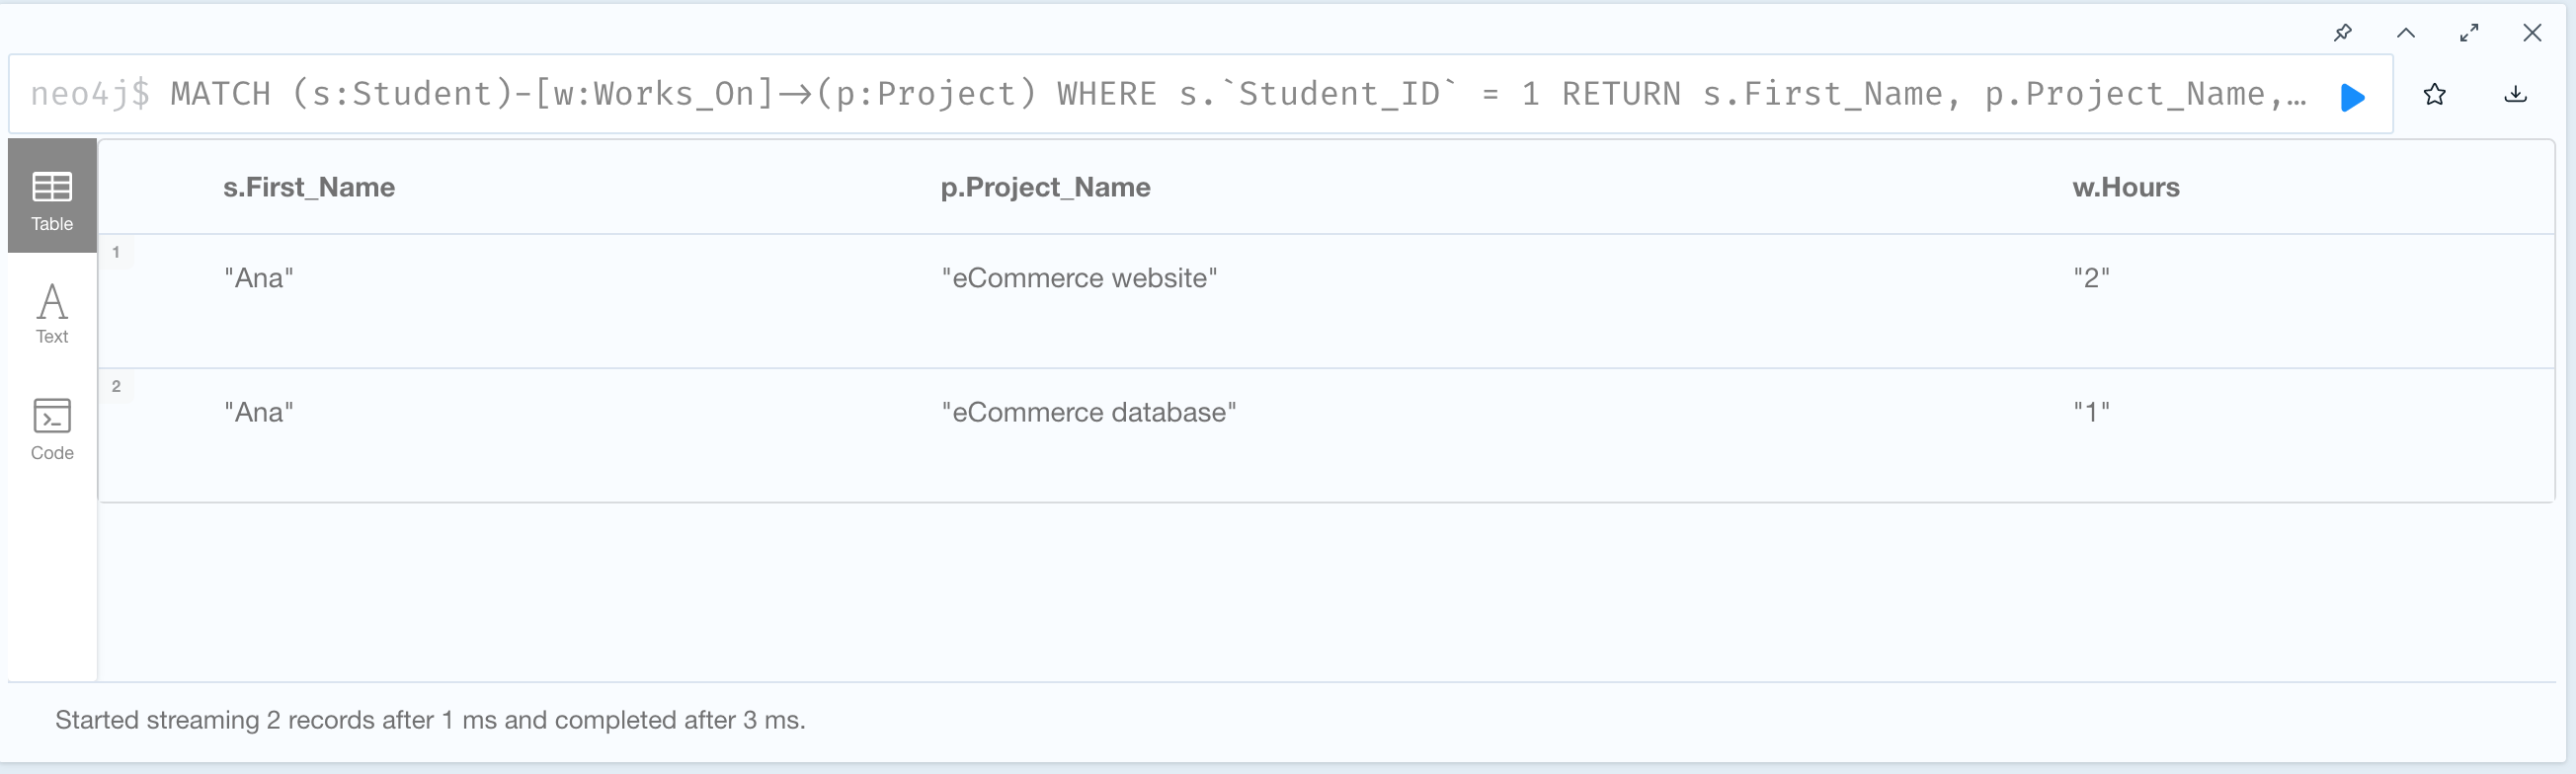 neo4j$ MATCH (s:Student)-[w:Works_On]→(p:Project) WHERE s.`Student_ID` = 1 RETURN s.First_Name, p.Project_Name,…
Table
Text
Code
s.First_Name p.Project_Name w.Hours
1
"Ana" "eCommerce website" "2"
2
"Ana" "eCommerce database" "1"
Started streaming 2 records after 1 ms and completed after 3 ms.